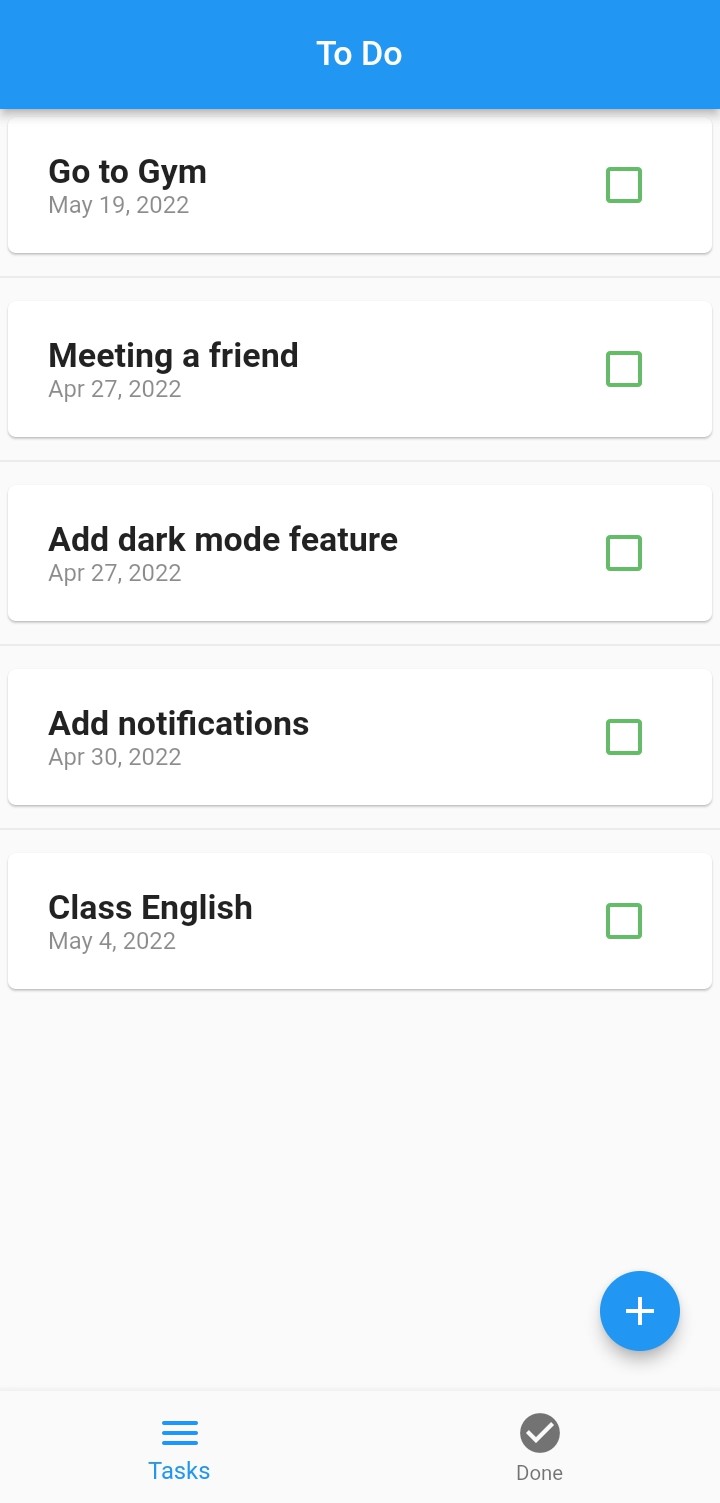 To Do
Go to Gym
May 19, 2022
Meeting a friend
Apr 27, 2022
Add dark mode feature
Apr 27, 2022
Add notifications
Apr 30, 2022
Class English
May 4, 2022
Tasks
Done